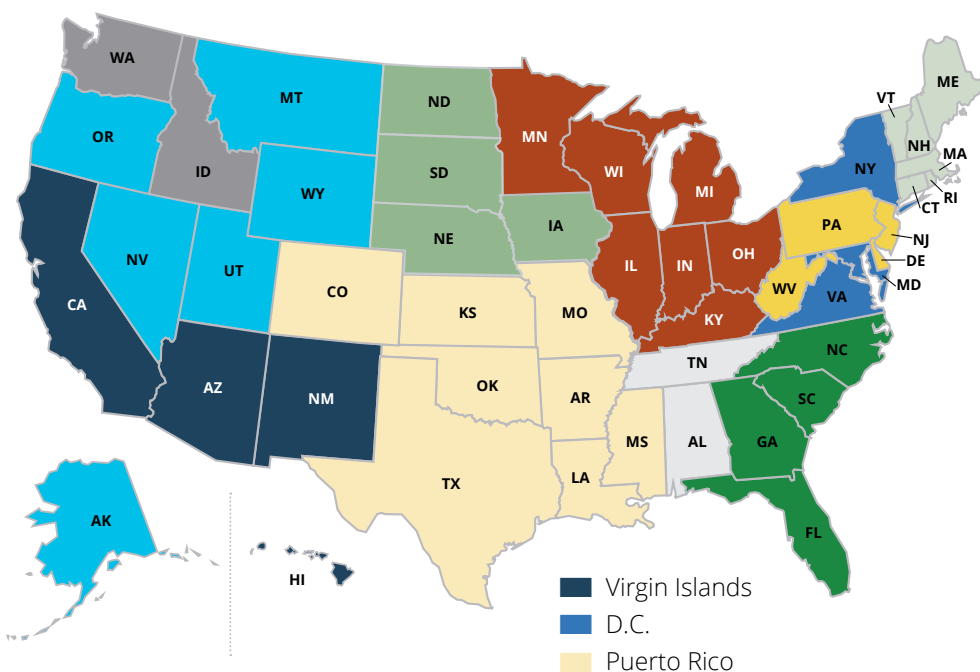 WA
MT
ND
MN
ME
VT
OR
NH
MA
ID
SD
WI
MI
NY
RI
WY
CT
NE
IA
PA
NJ
NV
UT
OH
DE
IL
IN
WV
MD
CO
VA
CA
KS
MO
KY
NC
TN
AZ
OK
NM
AR
SC
MS
AL
GA
LA
TX
AK
FL
HI
Virgin Islands
D.C.
Puerto Rico